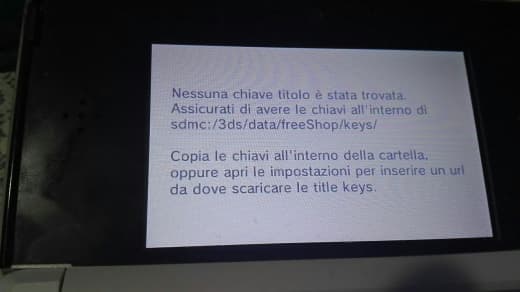 Nessuna chiave titolo è stata trovata.
Assicurati di avere le chiavi all'interno di
sdmc:/3ds/data/freeShop/keys/
Copia le chiavi all'interno della cartella,
oppure apri le impostazioni per inserire un url
da dove scaricare le title keys.